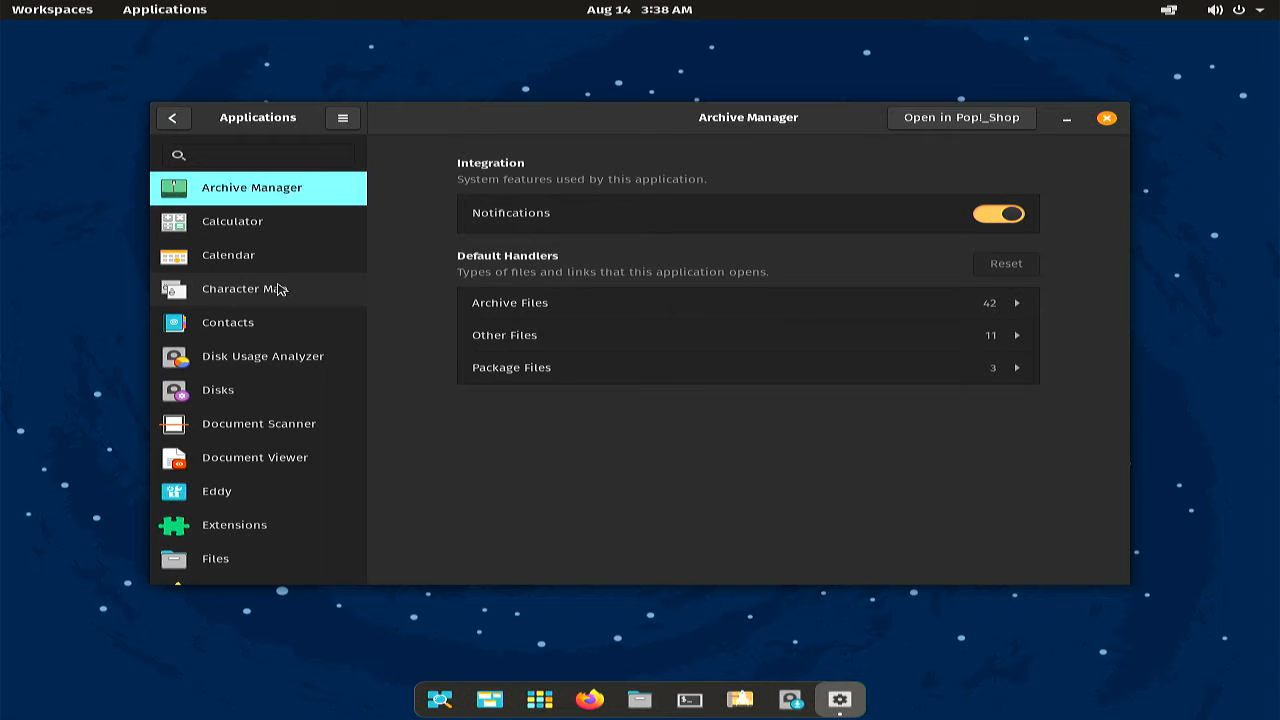 Workspaces Applications Aug 14 3:38 AM
Applications Archive Manager Open in Pop!_Shop
Integration
System features used by this application.
Archive Manager
Notifications
Calculator
Calendar
Default Handlers
Types of files and links that this application opens.
Reset
Character Map
Archive Files 42
Contacts
Other Files 11
Disk Usage Analyzer
Package Files 3
Disks
Document Scanner
Document Viewer
Eddy
Extensions
Files